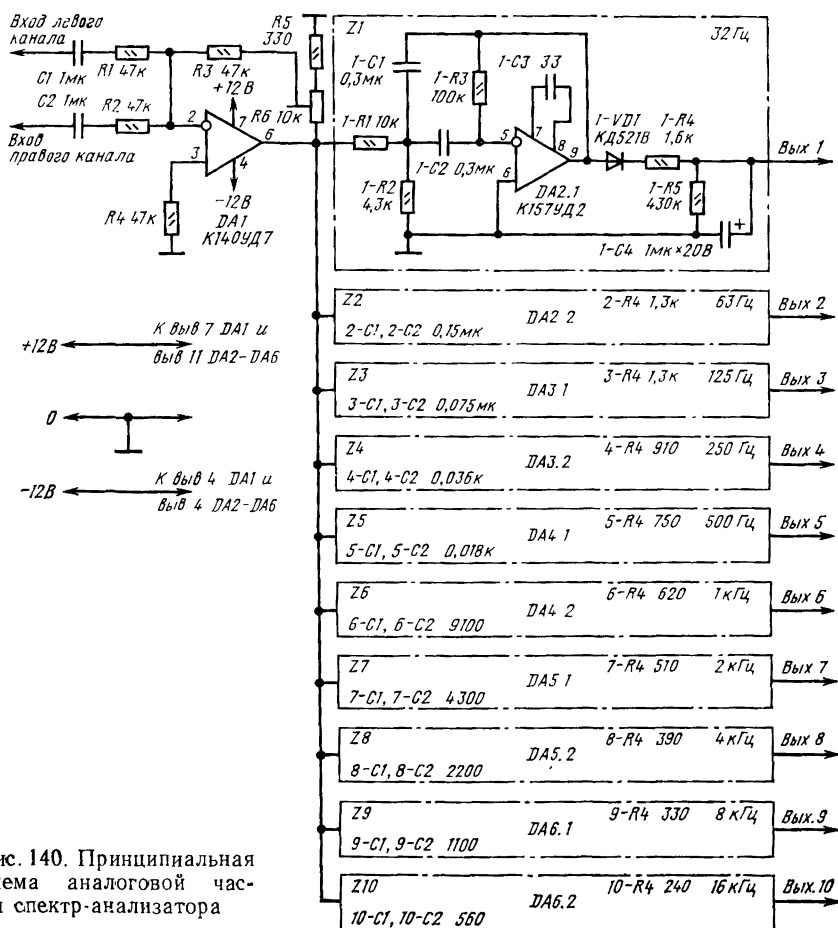 Вход левого
канала
C1 1мк
R1 47к
R3 47к
R5
330
C2 1мк
R2 47к
+12В
R6 10к
Вход
правого канала
2
7
6
3
4
R4 47к
-12В
DA1
К140УД7
Z1
32 Гц
1-C1
0,3мк
1-R3
100к
1-C3 33
1-R1 10к
1-C2 0,3мк
5
7
8
9
6
DA2.1
К157УД2
1-VD1
КД521В
1-R4
1,6к
Вых 1
1-R2
4,3к
1-R5
430к
+
1-C4 1мк×20В
+12В
К выв 7 DA1 и
выв 11 DA2-DA6
0
-12В
К выв 4 DA1 и
выв 4 DA2-DA6
Z2
2-C1, 2-C2 0,15мк
DA2 2
2-R4 1,3к
63 Гц
Вых 2
Z3
3-C1, 3-C2 0,075мк
DA3 1
3-R4 1,3к
125 Гц
Вых 3
Z4
4-C1, 4-C2 0,036к
DA3.2
4-R4 910
250 Гц
Вых 4
Z5
5-C1, 5-C2 0,018к
DA4 1
5-R4 750
500 Гц
Вых 5
Z6
6-C1, 6-C2 9100
DA4 2
6-R4 620
1 кГц
Вых 6
Z7
7-C1, 7-C2 4300
DA5 1
7-R4 510
2 кГц
Вых 7
Z8
8-C1, 8-C2 2200
DA5.2
8-R4 390
4 кГц
Вых 8
Z9
9-C1, 9-C2 1100
DA6.1
9-R4 330
8 кГц
Вых.9
Z10
10-C1, 10-C2 560
DA6.2
10-R4 240
16 кГц
Вых.10
ис. 140. Принципиальная
ема аналоговой час-
и спектр-анализатора